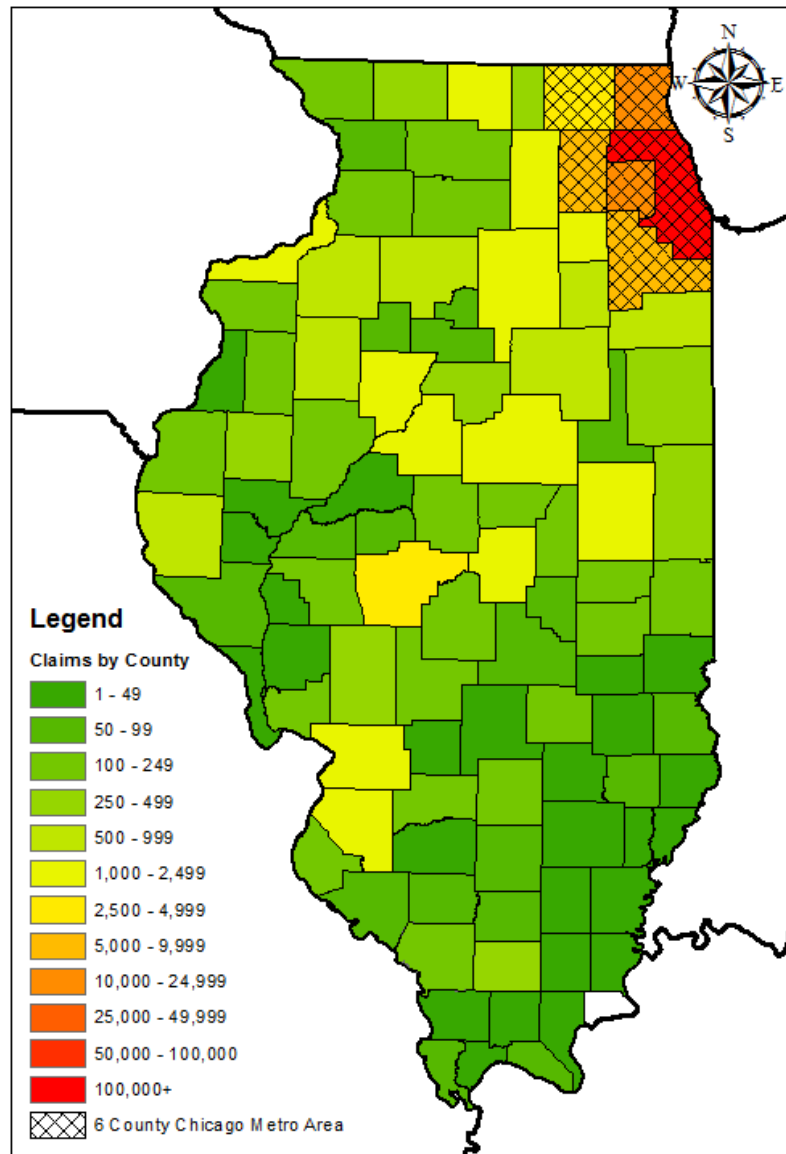 N
W
E
S
Legend
Claims by County
1 - 49
50 - 99
100 - 249
250 - 499
500 - 999
1,000 - 2,499
2,500 - 4,999
5,000 - 9,999
10,000 - 24,999
25,000 - 49,999
50,000 - 100,000
100,000+
6 County Chicago Metro Area